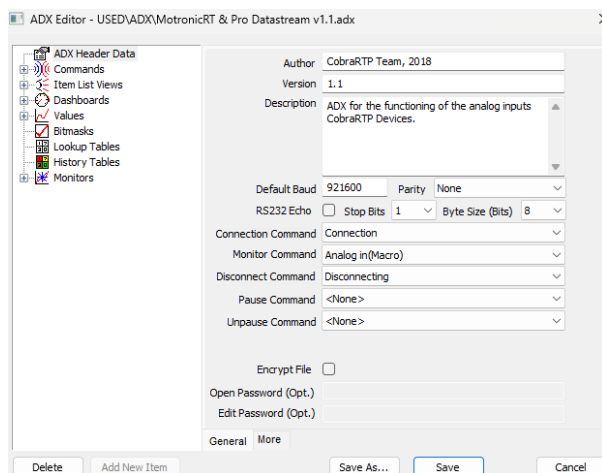 ADX Editor - USED\ADX\MotronicRT & Pro Datastream v1.1.adx
ADX Header Data
Commands
Item List Views
Dashboards
Values
Bitmasks
Lookup Tables
History Tables
Monitors
Author CobraRTP Team, 2018
Version 1.1
Description ADX for the functioning of the analog inputs
CobraRTP Devices.
Default Baud 921600 Parity None
RS232 Echo Stop Bits 1 Byte Size (Bits) 8
Connection Command Connection
Monitor Command Analog in(Macro)
Disconnect Command Disconnecting
Pause Command <None>
Unpause Command <None>
Encrypt File
Open Password (Opt.)
Edit Password (Opt.)
General More
Delete Add New Item Save As... Save Cancel